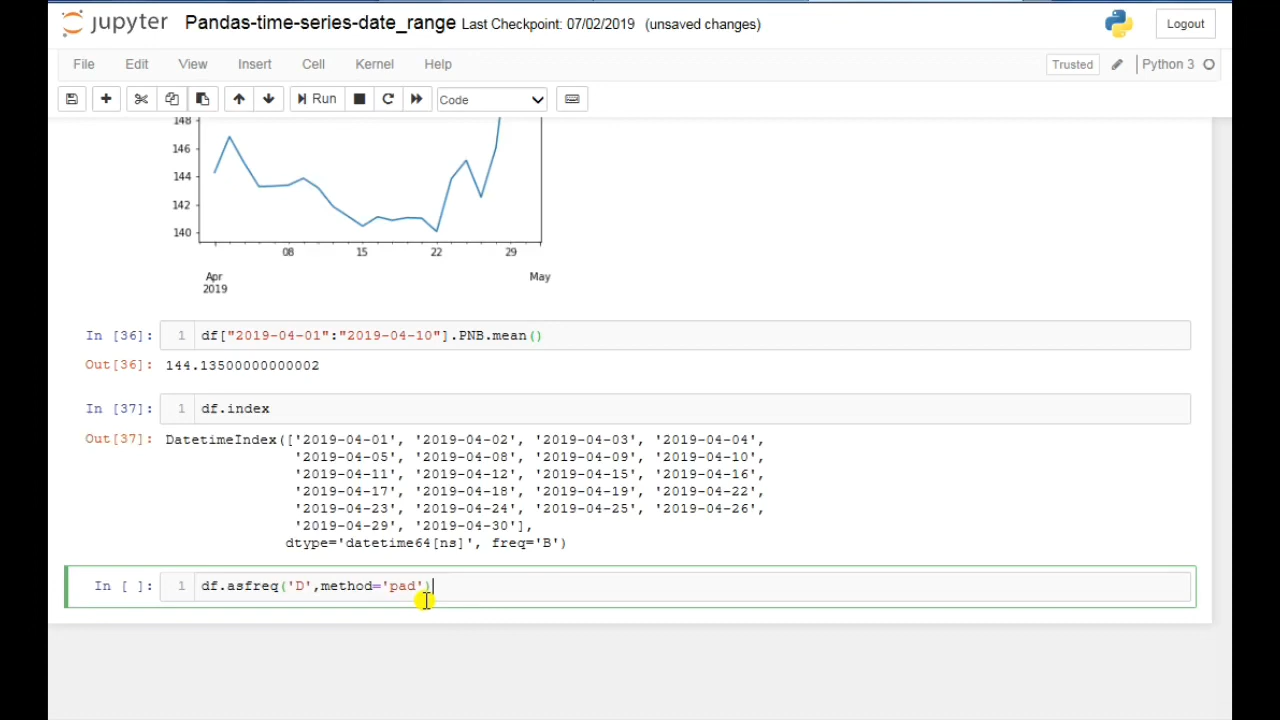 jupyter Pandas-time-series-date_range Last Checkpoint: 07/02/2019 (unsaved changes) Logout
File Edit View Insert Cell Kernel Help Trusted Python 3
Run Code
148
146
144
142
140
08 15 22 29
Apr May
2019
In [36]: 1 df["2019-04-01":"2019-04-10"].PNB.mean()
Out[36]: 144.13500000000002
In [37]: 1 df.index
Out[37]: DatetimeIndex(['2019-04-01', '2019-04-02', '2019-04-03', '2019-04-04',
'2019-04-05', '2019-04-08', '2019-04-09', '2019-04-10',
'2019-04-11', '2019-04-12', '2019-04-15', '2019-04-16',
'2019-04-17', '2019-04-18', '2019-04-19', '2019-04-22',
'2019-04-23', '2019-04-24', '2019-04-25', '2019-04-26',
'2019-04-29', '2019-04-30'],
dtype='datetime64[ns]', freq='B')
In [ ]: 1 df.asfreq('D',method='pad')